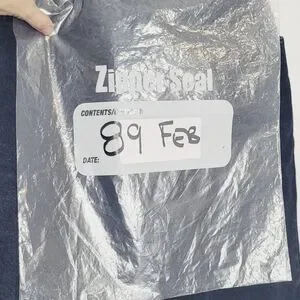 Zipper Seal
CONTENTS/
89 FEB
DATE: